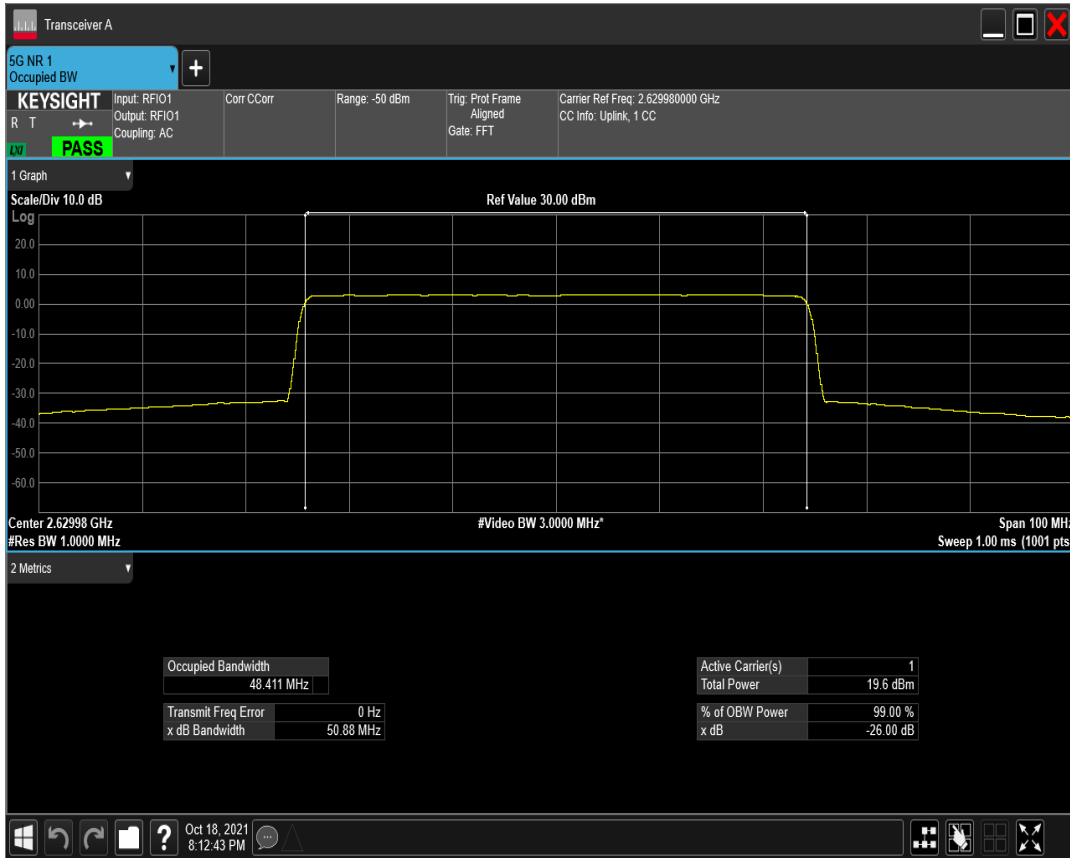 Transceiver A
5G NR 1
Occupied BW
KEYSIGHT
Input: RFIO1
Corr CCorr
Range: -50 dBm
Trig: Prot Frame
Carrier Ref Freq: 2.629980000 GHz
R T
Output: RFIO1
Aligned
CC Info: Uplink, 1 CC
Coupling: AC
Gate: FFT
LXI
PASS
1 Graph
Scale/Div 10.0 dB
Ref Value 30.00 dBm
Log
20.0
10.0
0.00
-10.0
-20.0
-30.0
-40.0
-50.0
-60.0
Center 2.62998 GHz
#Video BW 3.0000 MHz*
Span 100 MHz
#Res BW 1.0000 MHz
Sweep 1.00 ms (1001 pts
2 Metrics
Occupied Bandwidth
48.411 MHz
Active Carrier(s) 1
Total Power 19.6 dBm
Transmit Freq Error 0 Hz
x dB Bandwidth 50.88 MHz
% of OBW Power 99.00 %
x dB -26.00 dB
?
Oct 18, 2021
8:12:43 PM